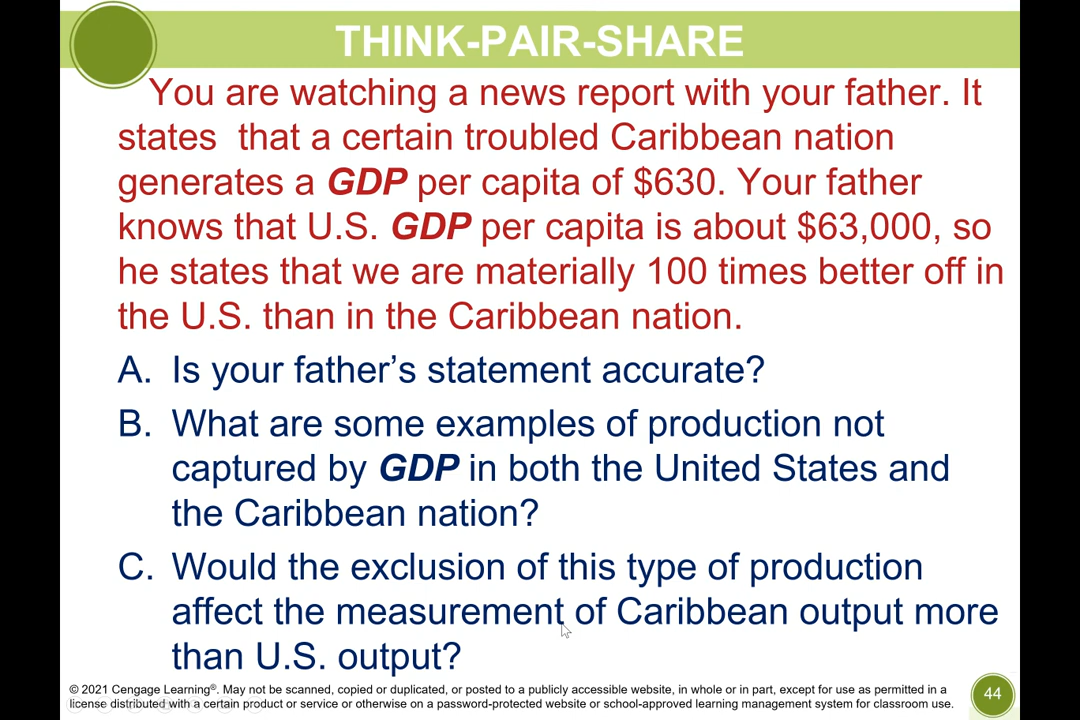 THINK-PAIR-SHARE
You are watching a news report with your father. It
states that a certain troubled Caribbean nation
generates a GDP per capita of $630. Your father
knows that U.S. GDP per capita is about $63,000, so
he states that we are materially 100 times better off in
the U.S. than in the Caribbean nation.
A. Is your father’s statement accurate?
B. What are some examples of production not
captured by GDP in both the United States and
the Caribbean nation?
C. Would the exclusion of this type of production
affect the measurement of Caribbean output more
than U.S. output?
© 2021 Cengage Learning®. May not be scanned, copied or duplicated, or posted to a publicly accessible website, in whole or in part, except for use as permitted in a
license distributed with a certain product or service or otherwise on a password-protected website or school-approved learning management system for classroom use.
44